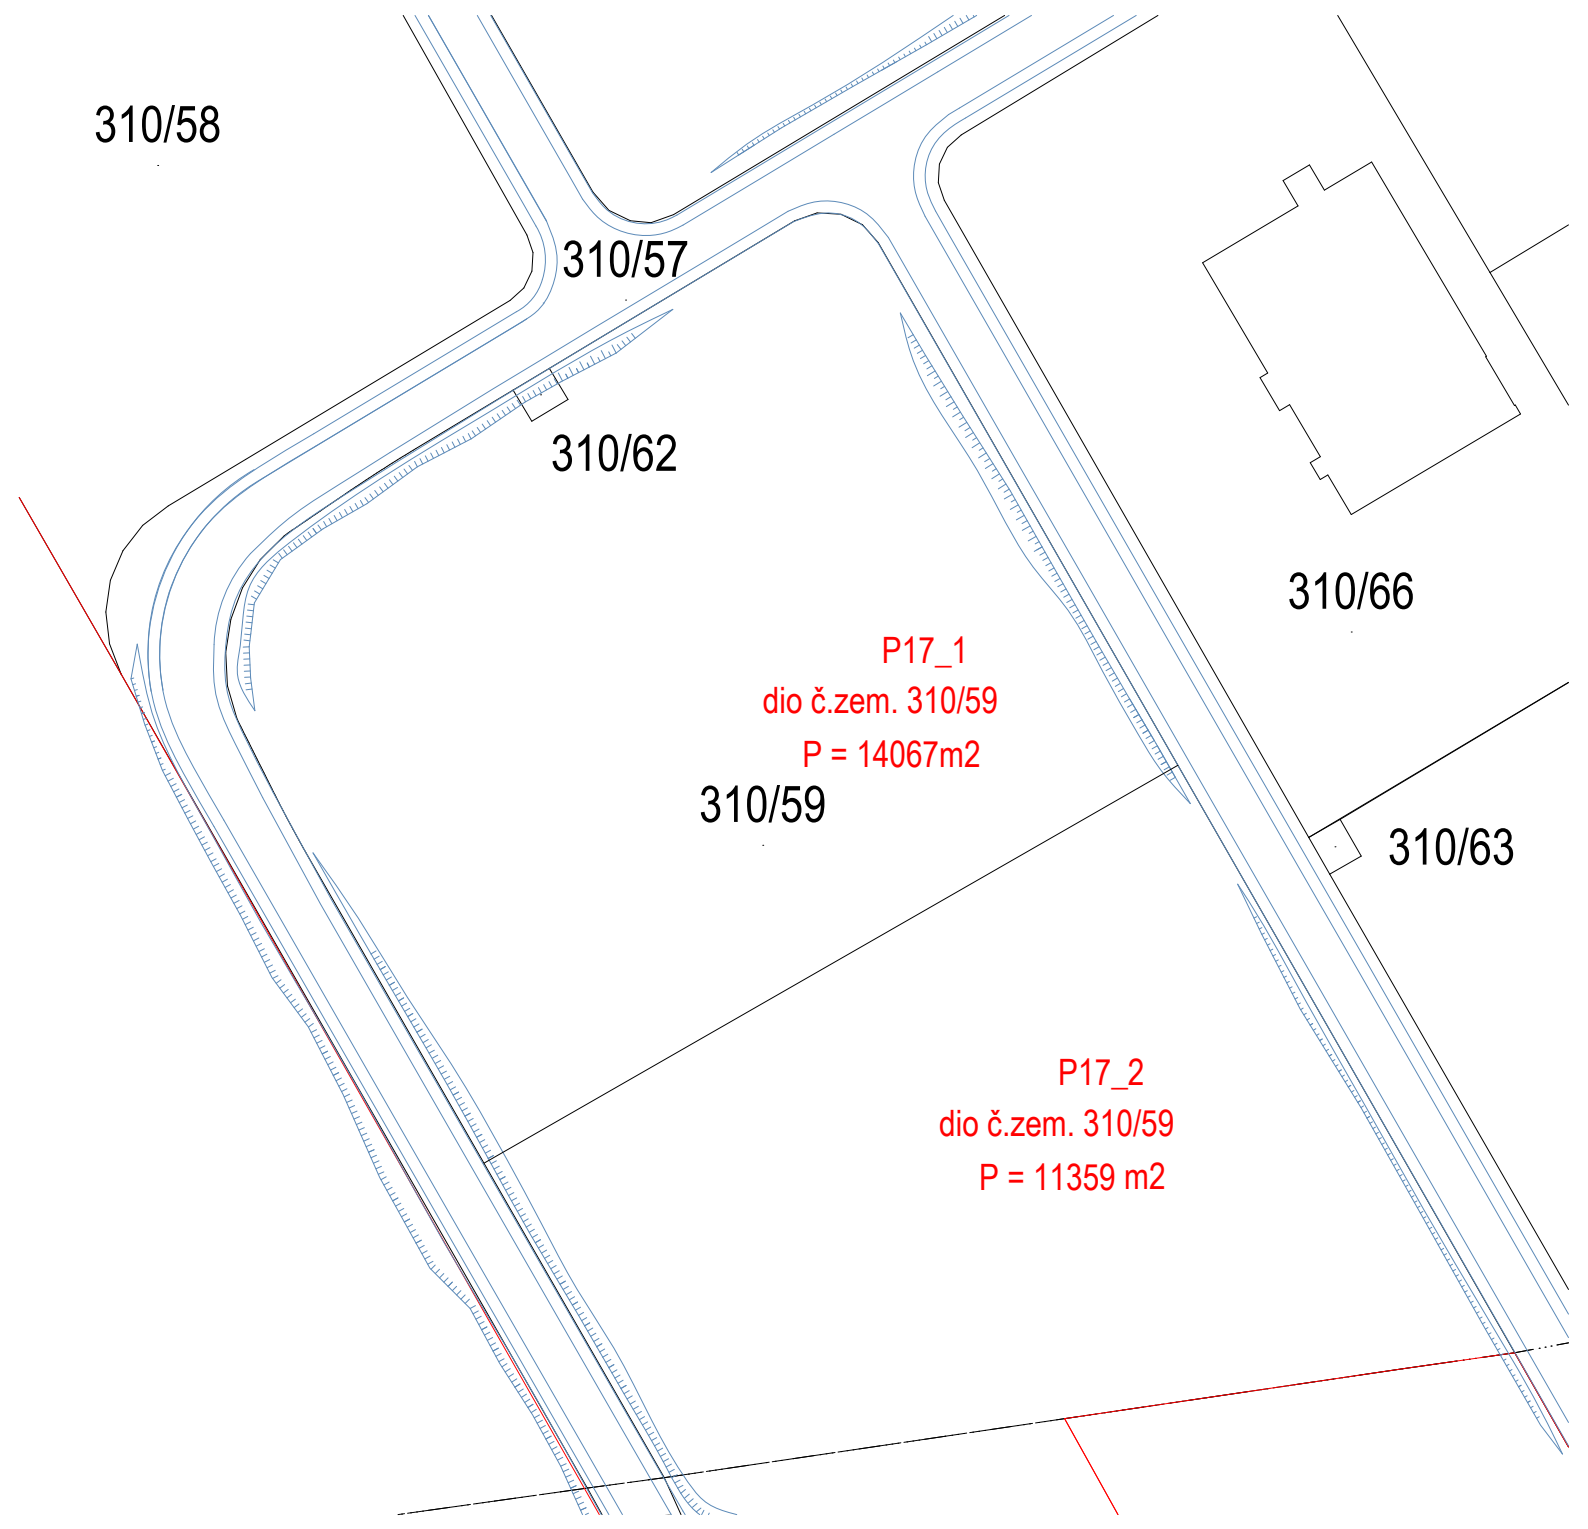 310/58
310/57
310/62
310/66
P17_1
dio č.zem. 310/59
P = 14067m2
310/59
310/63
P17_2
dio č.zem. 310/59
P = 11359 m2